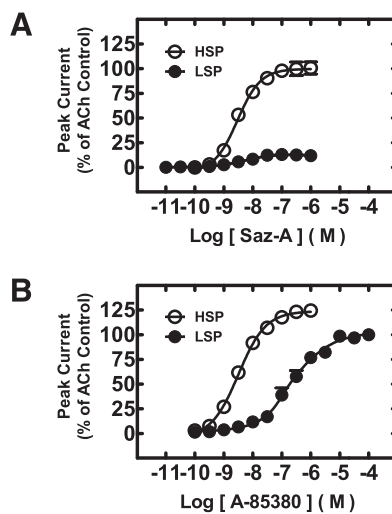 A
Peak Current
(% of ACh Control)
125
100
75
50
25
0
HSP
LSP
-11 -10 -9 -8 -7 -6 -5 -4
Log [ Saz-A ] ( M )
B
Peak Current
(% of ACh Control)
125
100
75
50
25
0
HSP
LSP
-11 -10 -9 -8 -7 -6 -5 -4
Log [ A-85380 ] ( M )